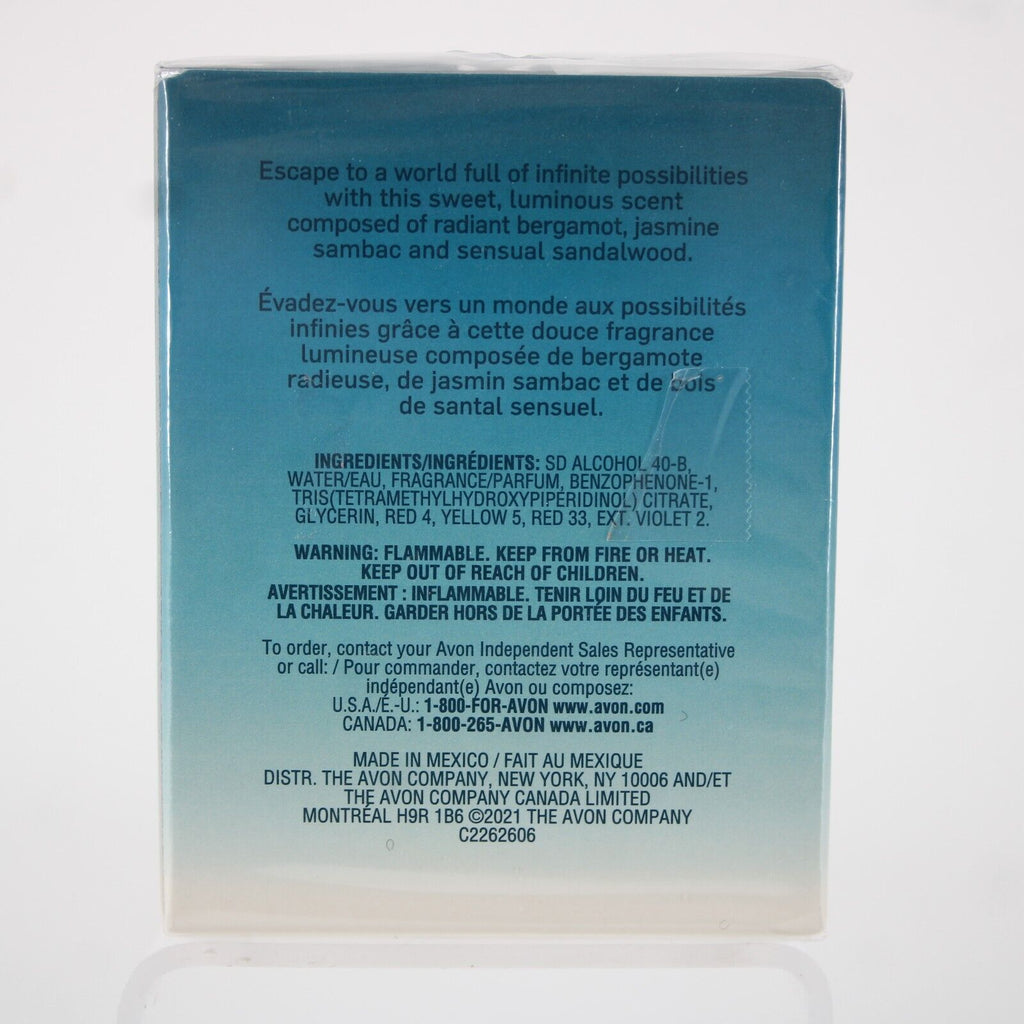 Escape to a world full of infinite possibilities
with this sweet, luminous scent
composed of radiant bergamot, jasmine
sambac and sensual sandalwood.
Évadez-vous vers un monde aux possibilités
infinies grâce à cette douce fragrance
lumineuse composée de bergamote
radieuse, de jasmin sambac et de bois
de santal sensuel.
INGREDIENTS/INGRÉDIENTS: SD ALCOHOL 40-B,
WATER/EAU, FRAGRANCE/PARFUM, BENZOPHENONE-1,
TRIS(TETRAMETHYLHYDROXYPIPERIDINOL) CITRATE,
GLYCERIN, RED 4, YELLOW 5, RED 33, EXT. VIOLET 2.
WARNING: FLAMMABLE. KEEP FROM FIRE OR HEAT.
KEEP OUT OF REACH OF CHILDREN.
AVERTISSEMENT : INFLAMMABLE. TENIR LOIN DU FEU ET DE
LA CHALEUR. GARDER HORS DE LA PORTÉE DES ENFANTS.
To order, contact your Avon Independent Sales Representative
or call: / Pour commander, contactez votre représentant(e)
indépendant(e) Avon ou composez:
U.S.A./É.-U.: 1-800-FOR-AVON www.avon.com
CANADA: 1-800-265-AVON www.avon.ca
MADE IN MEXICO / FAIT AU MEXIQUE
DISTR. THE AVON COMPANY, NEW YORK, NY 10006 AND/ET
THE AVON COMPANY CANADA LIMITED
MONTRÉAL H9R 1B6 ©2021 THE AVON COMPANY
C2262606